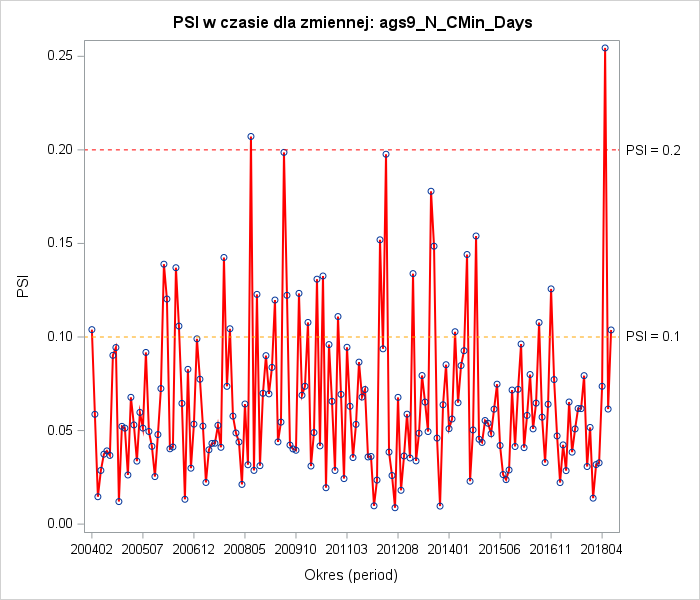 PSI w czasie dla zmiennej: ags9_N_CMin_Days
0.25
0.20
0.15
0.10
0.05
0.00
PSI
PSI = 0.2
PSI = 0.1
200402 200507 200612 200805 200910 201103 201208 201401 201506 201611 201804
Okres (period)